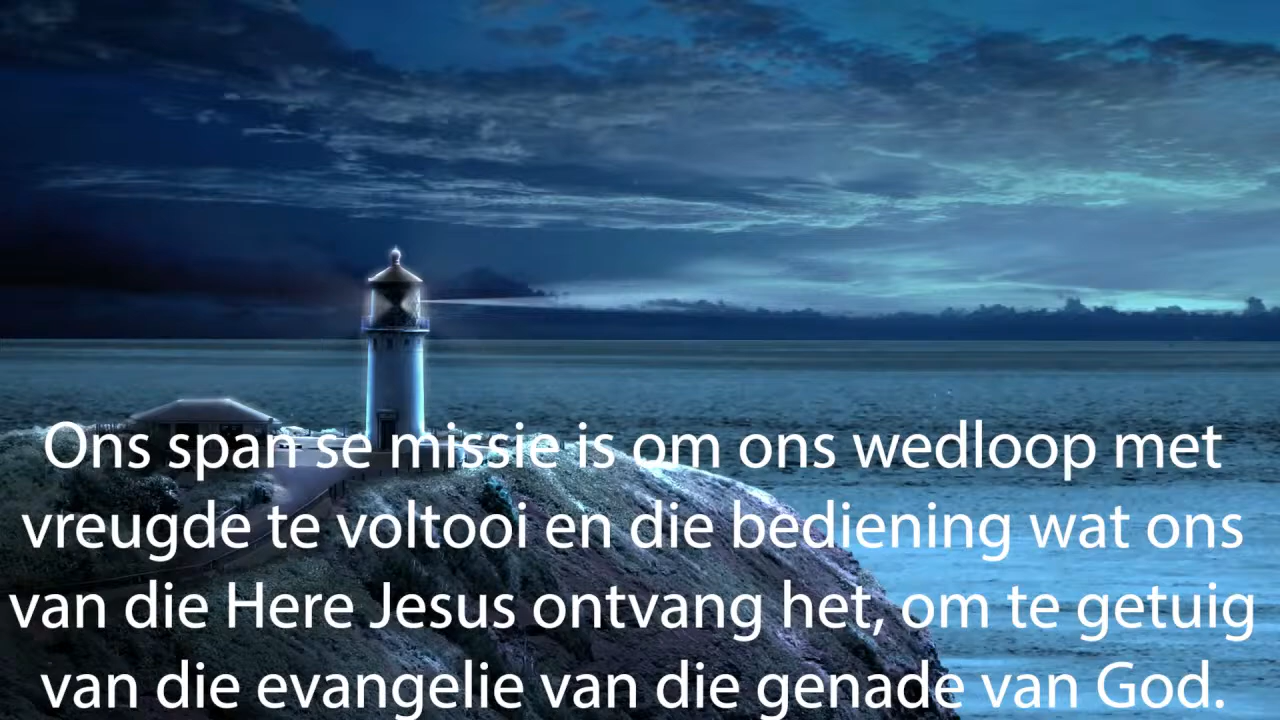 Ons span se missie is om ons wedloop met
vreugde te voltooi en die bediening wat ons
van die Here Jesus ontvang het, om te getuig
van die evangelie van die genade van God.